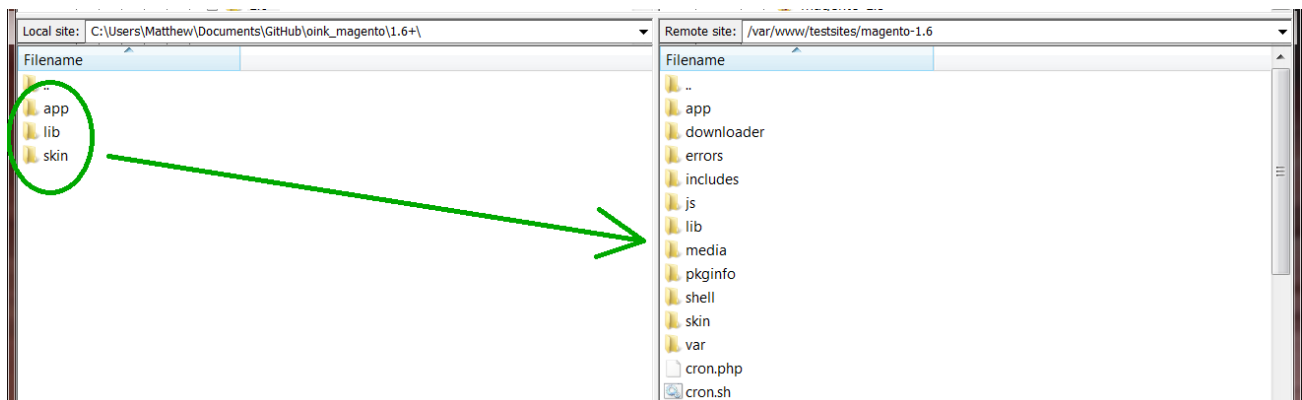 Local site: C:\Users\Matthew\Documents\GitHub\oink_magento\1.6+\
Filename
..
app
lib
skin
Remote site: /var/www/testsites/magento-1.6
Filename
..
app
downloader
errors
includes
js
lib
media
pkginfo
shell
skin
var
cron.php
cron.sh